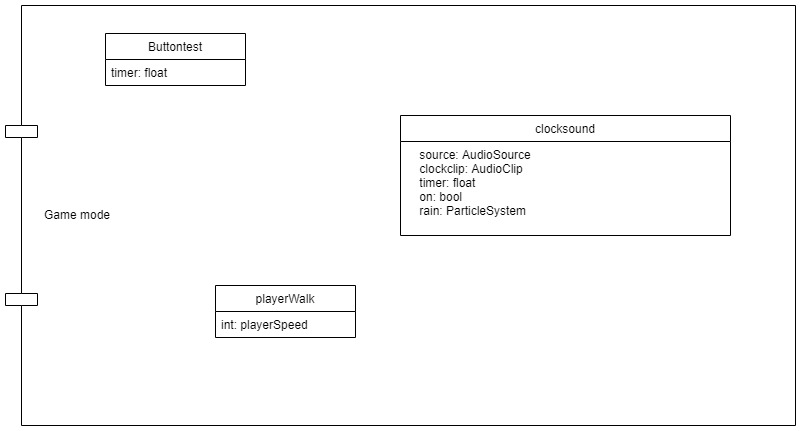 Buttontest
timer: float
clocksound
source: AudioSource
clockclip: AudioClip
timer: float
on: bool
rain: ParticleSystem
Game mode
playerWalk
int: playerSpeed